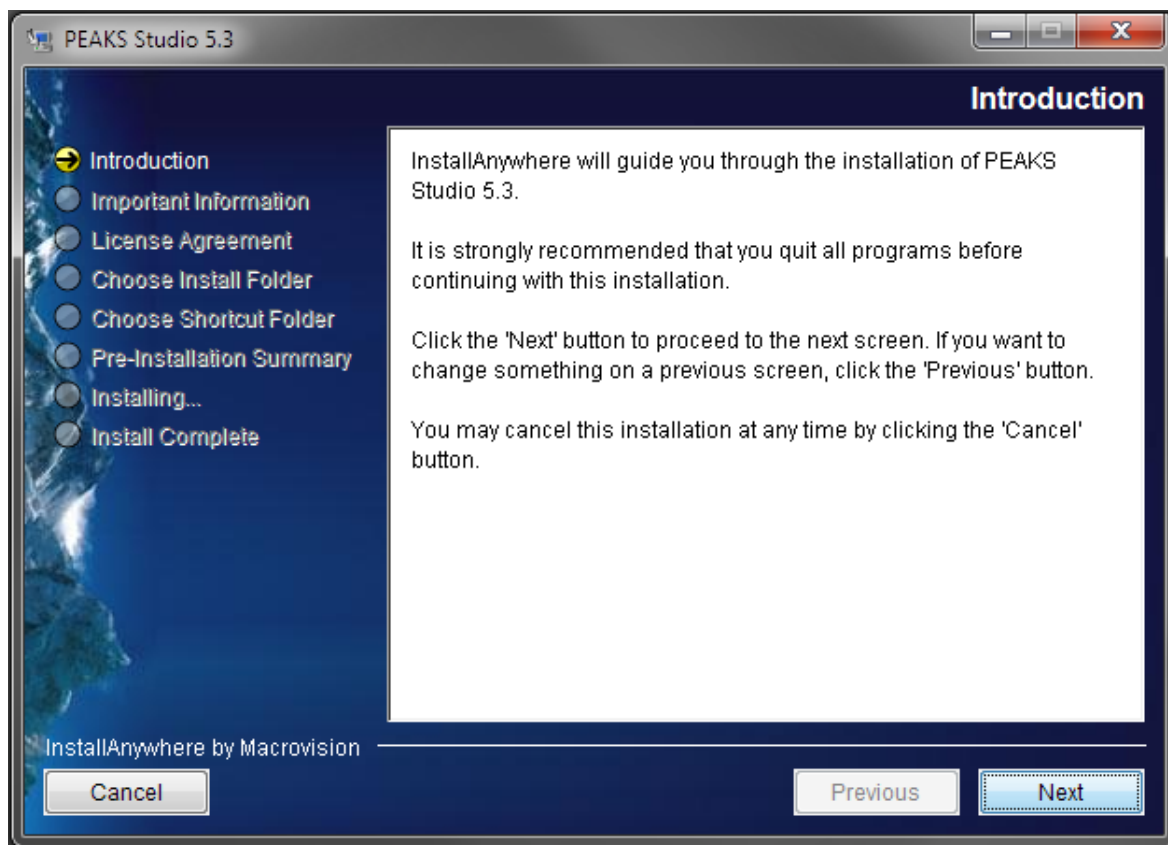 PEAKS Studio 5.3
Introduction
Introduction
Important Information
License Agreement
Choose Install Folder
Choose Shortcut Folder
Pre-Installation Summary
Installing...
Install Complete
InstallAnywhere will guide you through the installation of PEAKS
Studio 5.3.
It is strongly recommended that you quit all programs before
continuing with this installation.
Click the 'Next' button to proceed to the next screen. If you want to
change something on a previous screen, click the 'Previous' button.
You may cancel this installation at any time by clicking the 'Cancel'
button.
InstallAnywhere by Macrovision
Cancel
Previous
Next